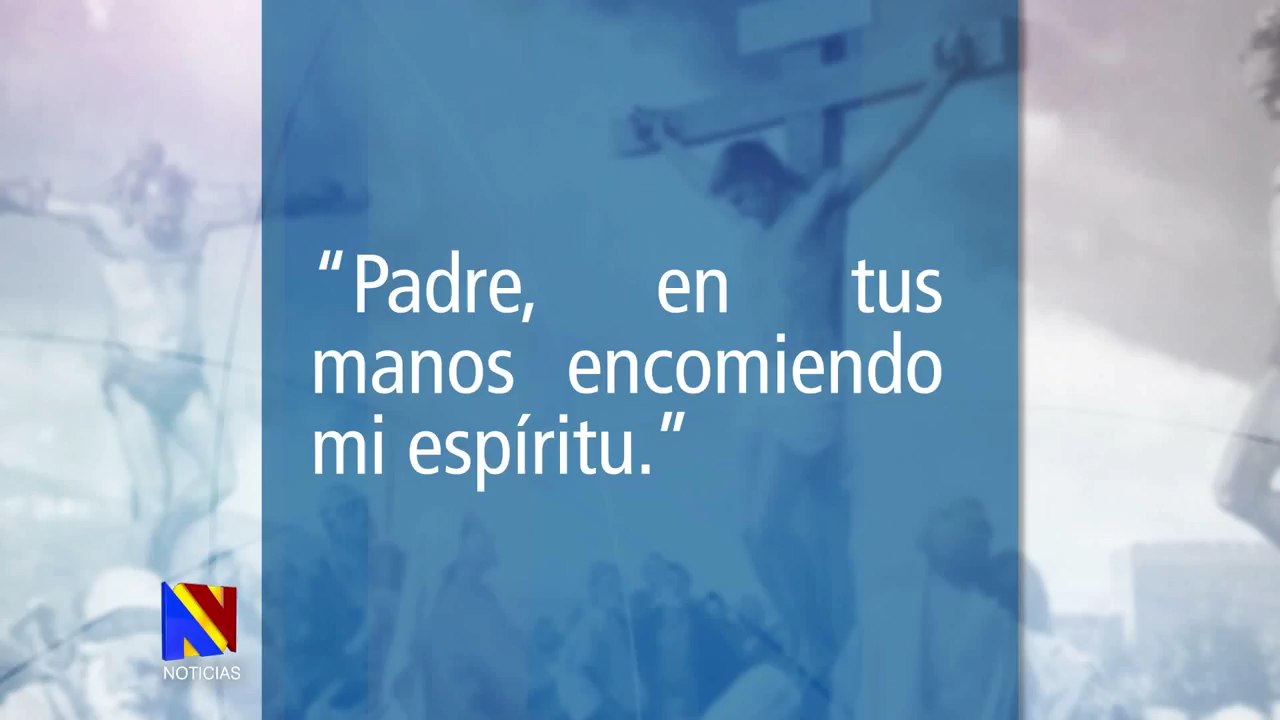 “Padre, en tus
manos encomiendo
mi espíritu.”
NOTICIAS